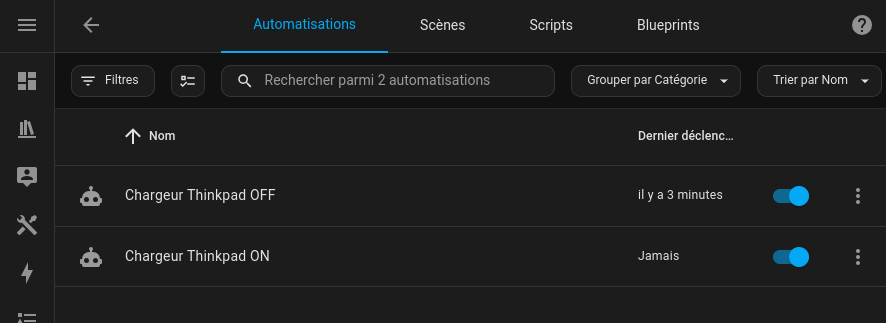 Automatisations
Scènes
Scripts
Blueprints
Filtres
Rechercher parmi 2 automatisations
Grouper par Catégorie
Trier par Nom
Nom
Dernier déclenc…
Chargeur Thinkpad OFF
il y a 3 minutes
Chargeur Thinkpad ON
Jamais